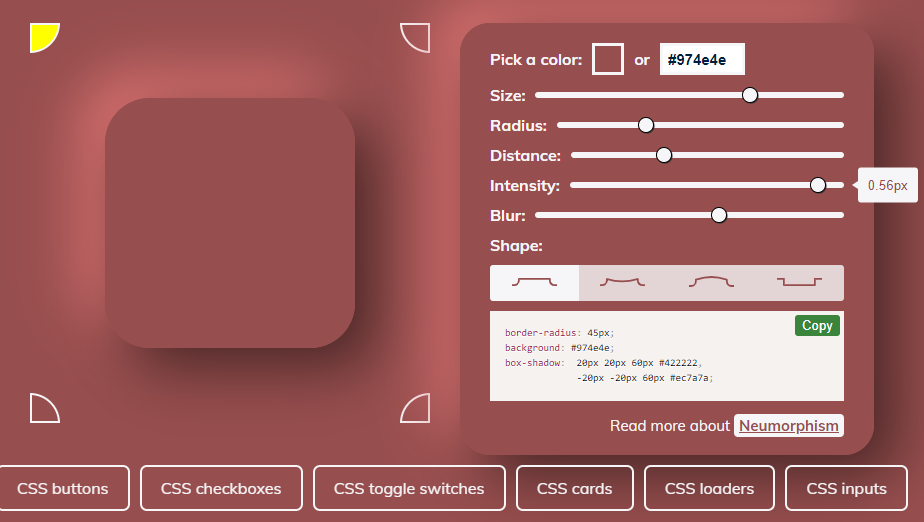 Pick a color: or #974e4e
Size:
Radius:
Distance:
Intensity: 0.56px
Blur:
Shape:
Copy
border-radius: 45px;
background: #974e4e;
box-shadow: 20px 20px 60px #422222,
-20px -20px 60px #ec7a7a;
Read more about Neumorphism
CSS buttons CSS checkboxes CSS toggle switches CSS cards CSS loaders CSS inputs